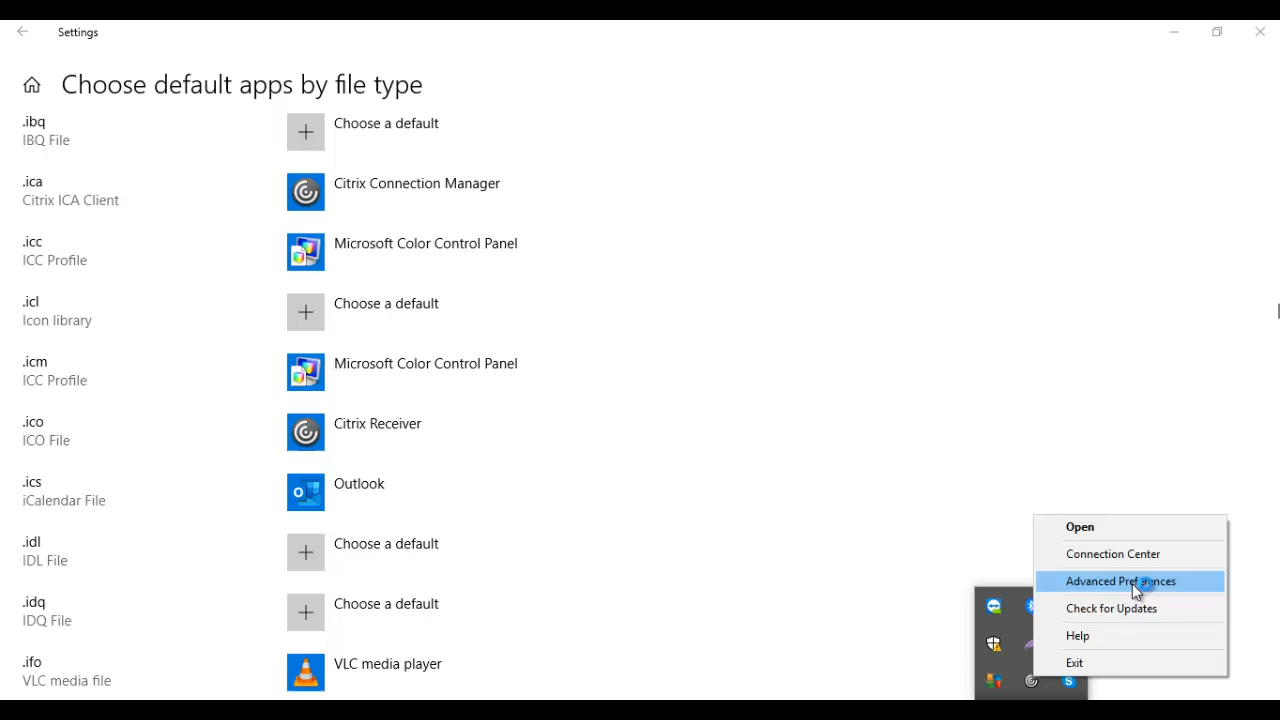 Settings
Choose default apps by file type
.ibq
IBQ File
Choose a default
.ica
Citrix ICA Client
Citrix Connection Manager
.icc
ICC Profile
Microsoft Color Control Panel
.icl
Icon library
Choose a default
.icm
ICC Profile
Microsoft Color Control Panel
.ico
ICO File
Citrix Receiver
.ics
iCalendar File
Outlook
.idl
IDL File
Choose a default
.idq
IDQ File
Choose a default
.ifo
VLC media file
VLC media player
Open
Connection Center
Advanced Preferences
Check for Updates
Help
Exit